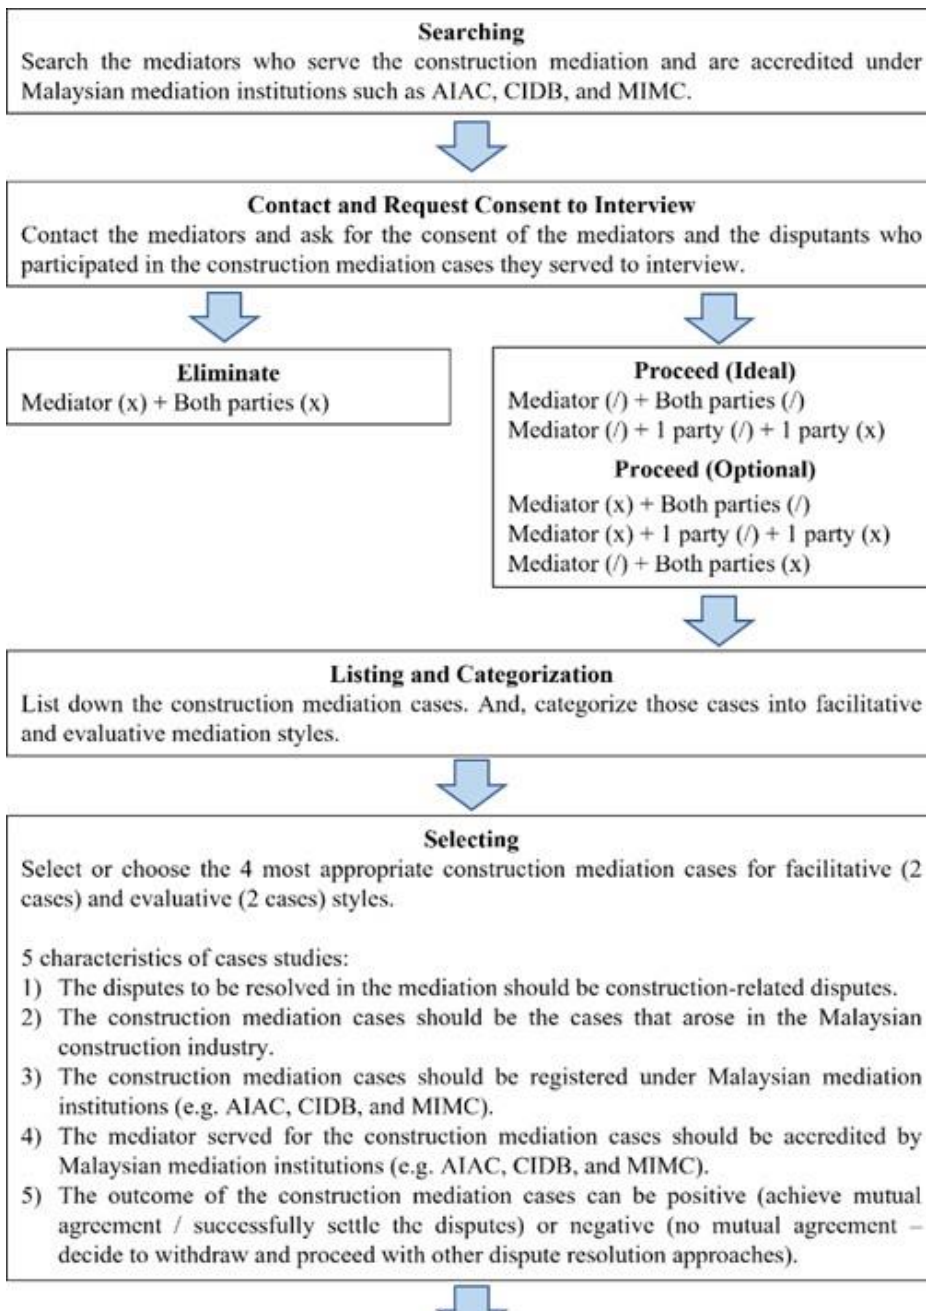 Searching
Search the mediators who serve the construction mediation and are accredited under
Malaysian mediation institutions such as AIAC, CIDB, and MIMC.
Contact and Request Consent to Interview
Contact the mediators and ask for the consent of the mediators and the disputants who
participated in the construction mediation cases they served to interview.
Eliminate
Mediator (x) + Both parties (x)
Proceed (Ideal)
Mediator (/) + Both parties (/)
Mediator (/) + 1 party (/) + 1 party (x)
Proceed (Optional)
Mediator (x) + Both parties (/)
Mediator (x) + 1 party (/) + 1 party (x)
Mediator (/) + Both parties (x)
Listing and Categorization
List down the construction mediation cases. And, categorize those cases into facilitative
and evaluative mediation styles.
Selecting
Select or choose the 4 most appropriate construction mediation cases for facilitative (2
cases) and evaluative (2 cases) styles.
5 characteristics of cases studies:
1) The disputes to be resolved in the mediation should be construction-related disputes.
2) The construction mediation cases should be the cases that arose in the Malaysian
construction industry.
3) The construction mediation cases should be registered under Malaysian mediation
institutions (e.g. AIAC, CIDB, and MIMC).
4) The mediator served for the construction mediation cases should be accredited by
Malaysian mediation institutions (e.g. AIAC, CIDB, and MIMC).
5) The outcome of the construction mediation cases can be positive (achieve mutual
agreement / successfully settle the disputes) or negative (no mutual agreement –
decide to withdraw and proceed with other dispute resolution approaches).